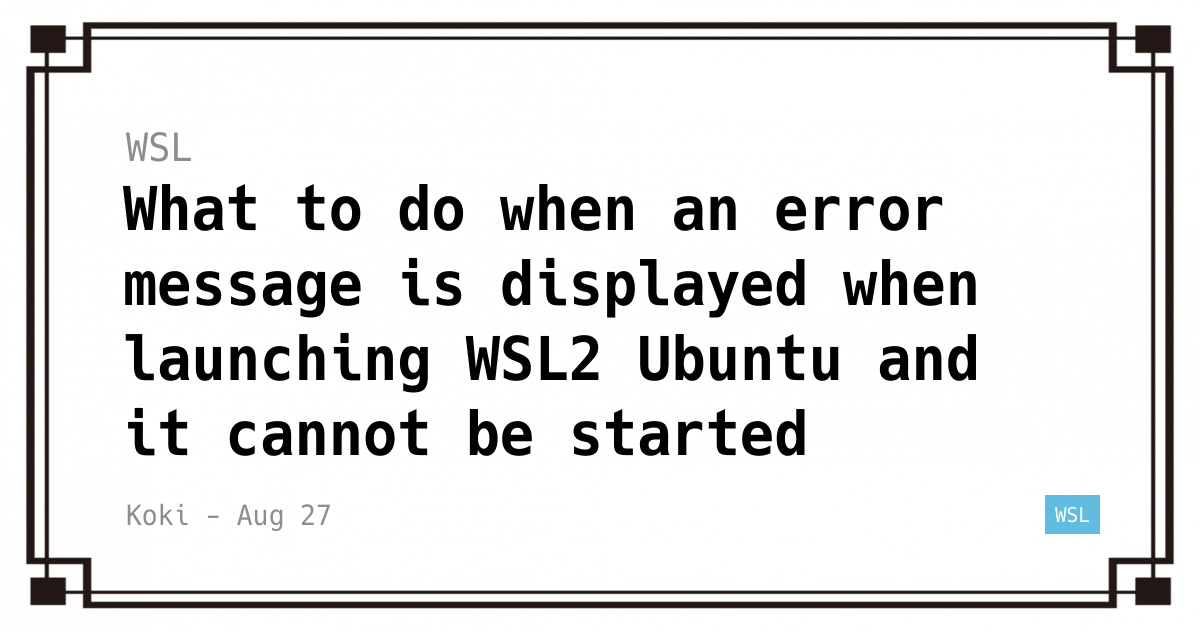 WSL
What to do when an error
message is displayed when
launching WSL2 Ubuntu and
it cannot be started
Koki - Aug 27
WSL